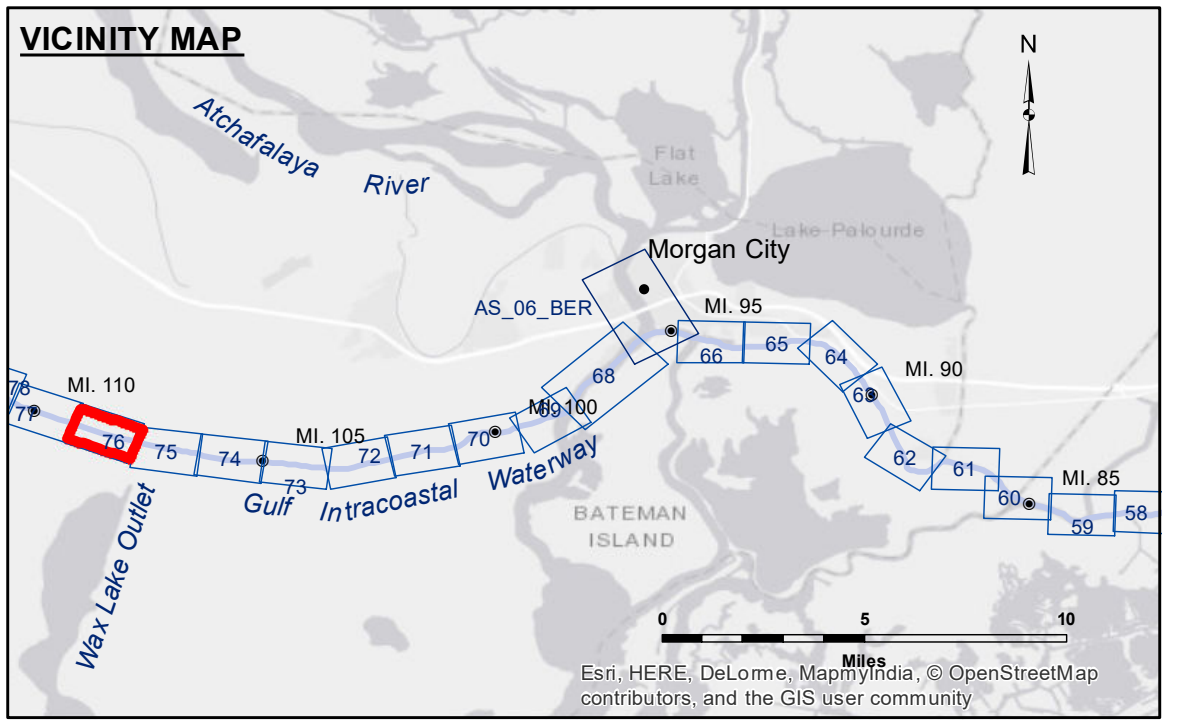 VICINITY MAP
N
Atchafalaya
River
Flat
Lake
Lake Palourde
Morgan City
AS_06_BER
MI. 95
66
65
64
MI. 90
63
68
78
MI. 110
77
76
75
74
MI. 105
73
72
71
70
69
MI. 100
62
61
60
MI. 85
59
58
Gulf
Intracoastal
Waterway
Wax Lake Outlet
BATEMAN
ISLAND
0
5
10
Miles
Esri, HERE, DeLorme, MapmyIndia, © OpenStreetMap
contributors, and the GIS user community